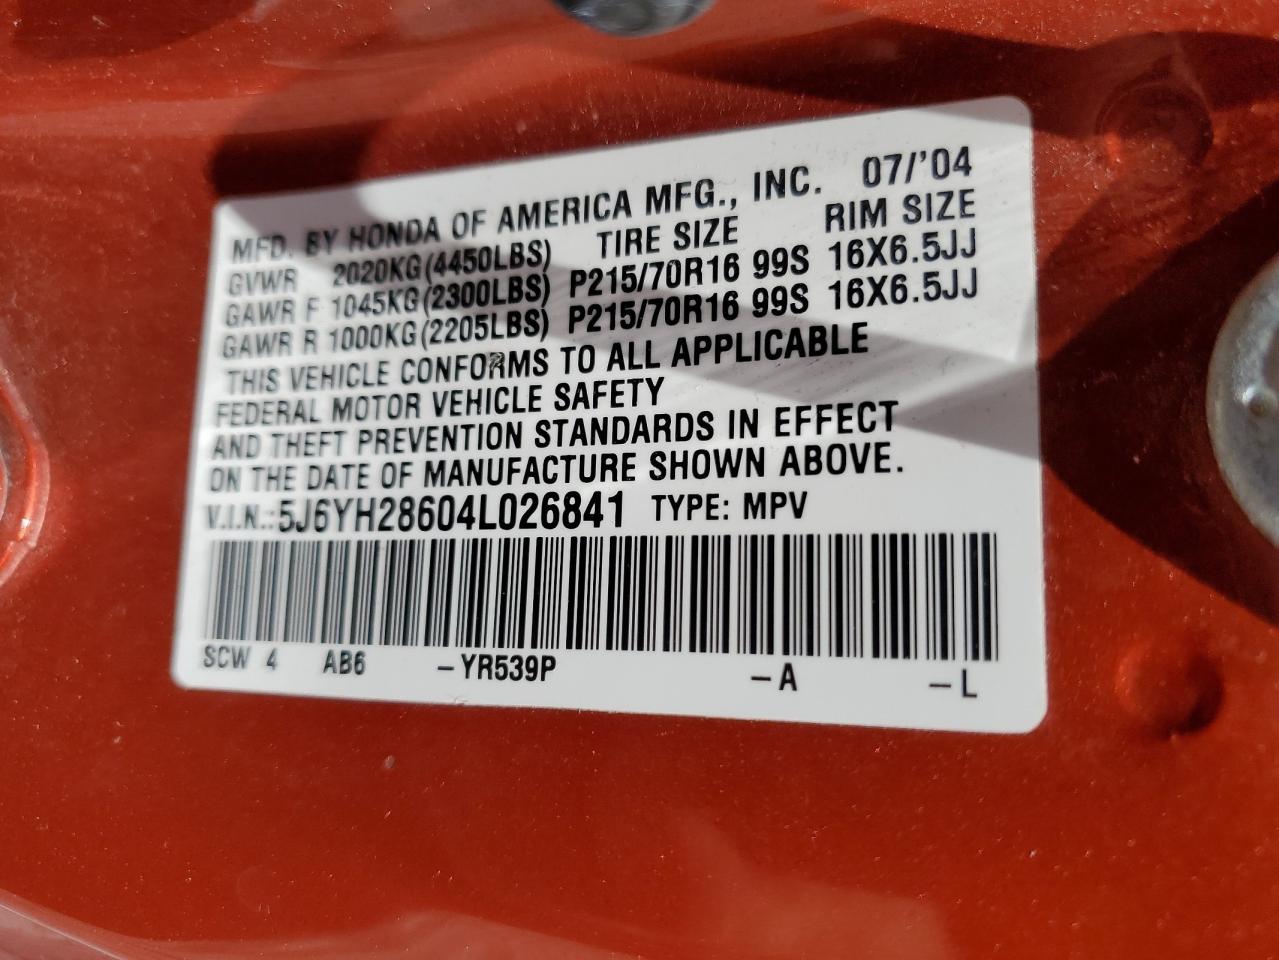 MFD. BY HONDA OF AMERICA MFG., INC. 07/'04
GVWR 2020KG(4450LBS) TIRE SIZE RIM SIZE
GAWR F 1045KG(2300LBS) P215/70R16 99S 16X6.5JJ
GAWR R 1000KG(2205LBS) P215/70R16 99S 16X6.5JJ
THIS VEHICLE CONFORMS TO ALL APPLICABLE
FEDERAL MOTOR VEHICLE SAFETY
AND THEFT PREVENTION STANDARDS IN EFFECT
ON THE DATE OF MANUFACTURE SHOWN ABOVE.
V.I.N.:5J6YH28604L026841 TYPE: MPV
SCW 4 AB6 -YR539P -A -L